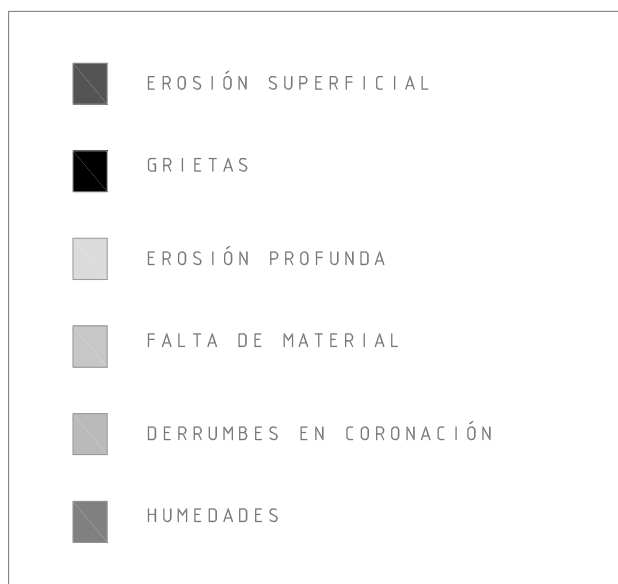 EROSIÓN SUPERFICIAL
GRIETAS
EROSIÓN PROFUNDA
FALTA DE MATERIAL
DERRUMBES EN CORONACIÓN
HUMEDADES